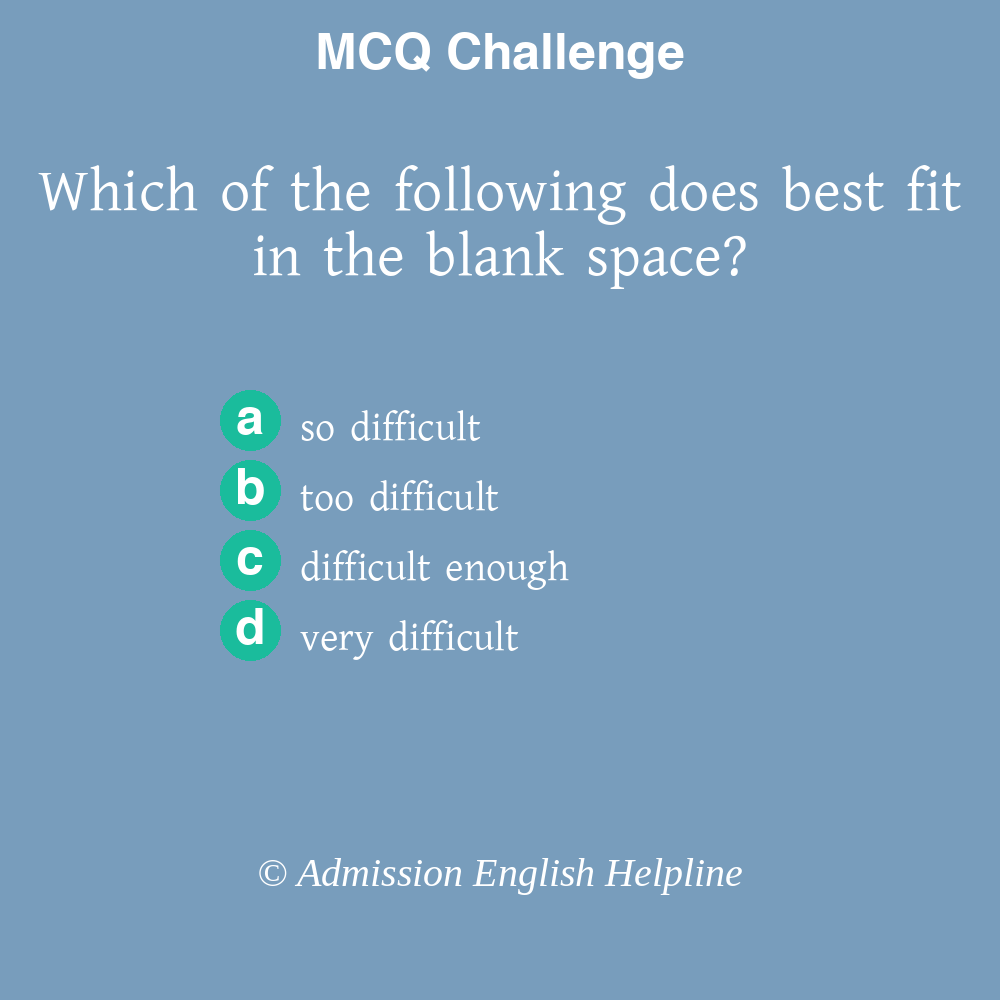 MCQ Challenge
Which of the following does best fit
in the blank space?
a so difficult
b too difficult
c difficult enough
d very difficult
© Admission English Helpline